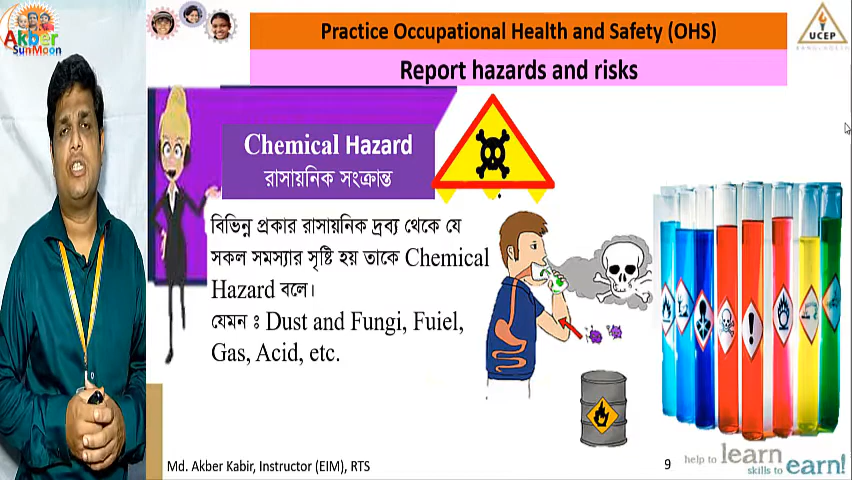 Akber
SunMoon
Practice Occupational Health and Safety (OHS)
UCEP
BANGLADESH
Report hazards and risks
Chemical Hazard
রাসায়নিক সংক্রান্ত
বিভিন্ন প্রকার রাসায়নিক দ্রব্য থেকে যে
সকল সমস্যার সৃষ্টি হয় তাকে Chemical
Hazard বলে।
যেমন ঃ Dust and Fungi, Fuiel,
Gas, Acid, etc.
Md. Akber Kabir, Instructor (EIM), RTS
9
help to learn
skills to earn!